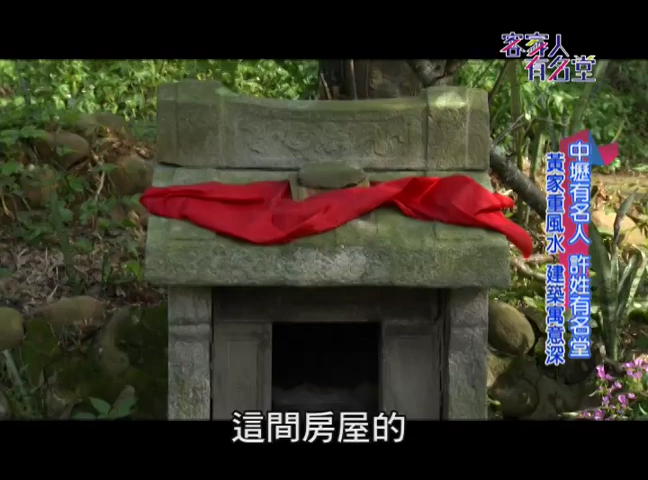 客家人
有名堂
中壢有名人 許姓有名堂
黃家重風水 建築寓意深
這間房屋的